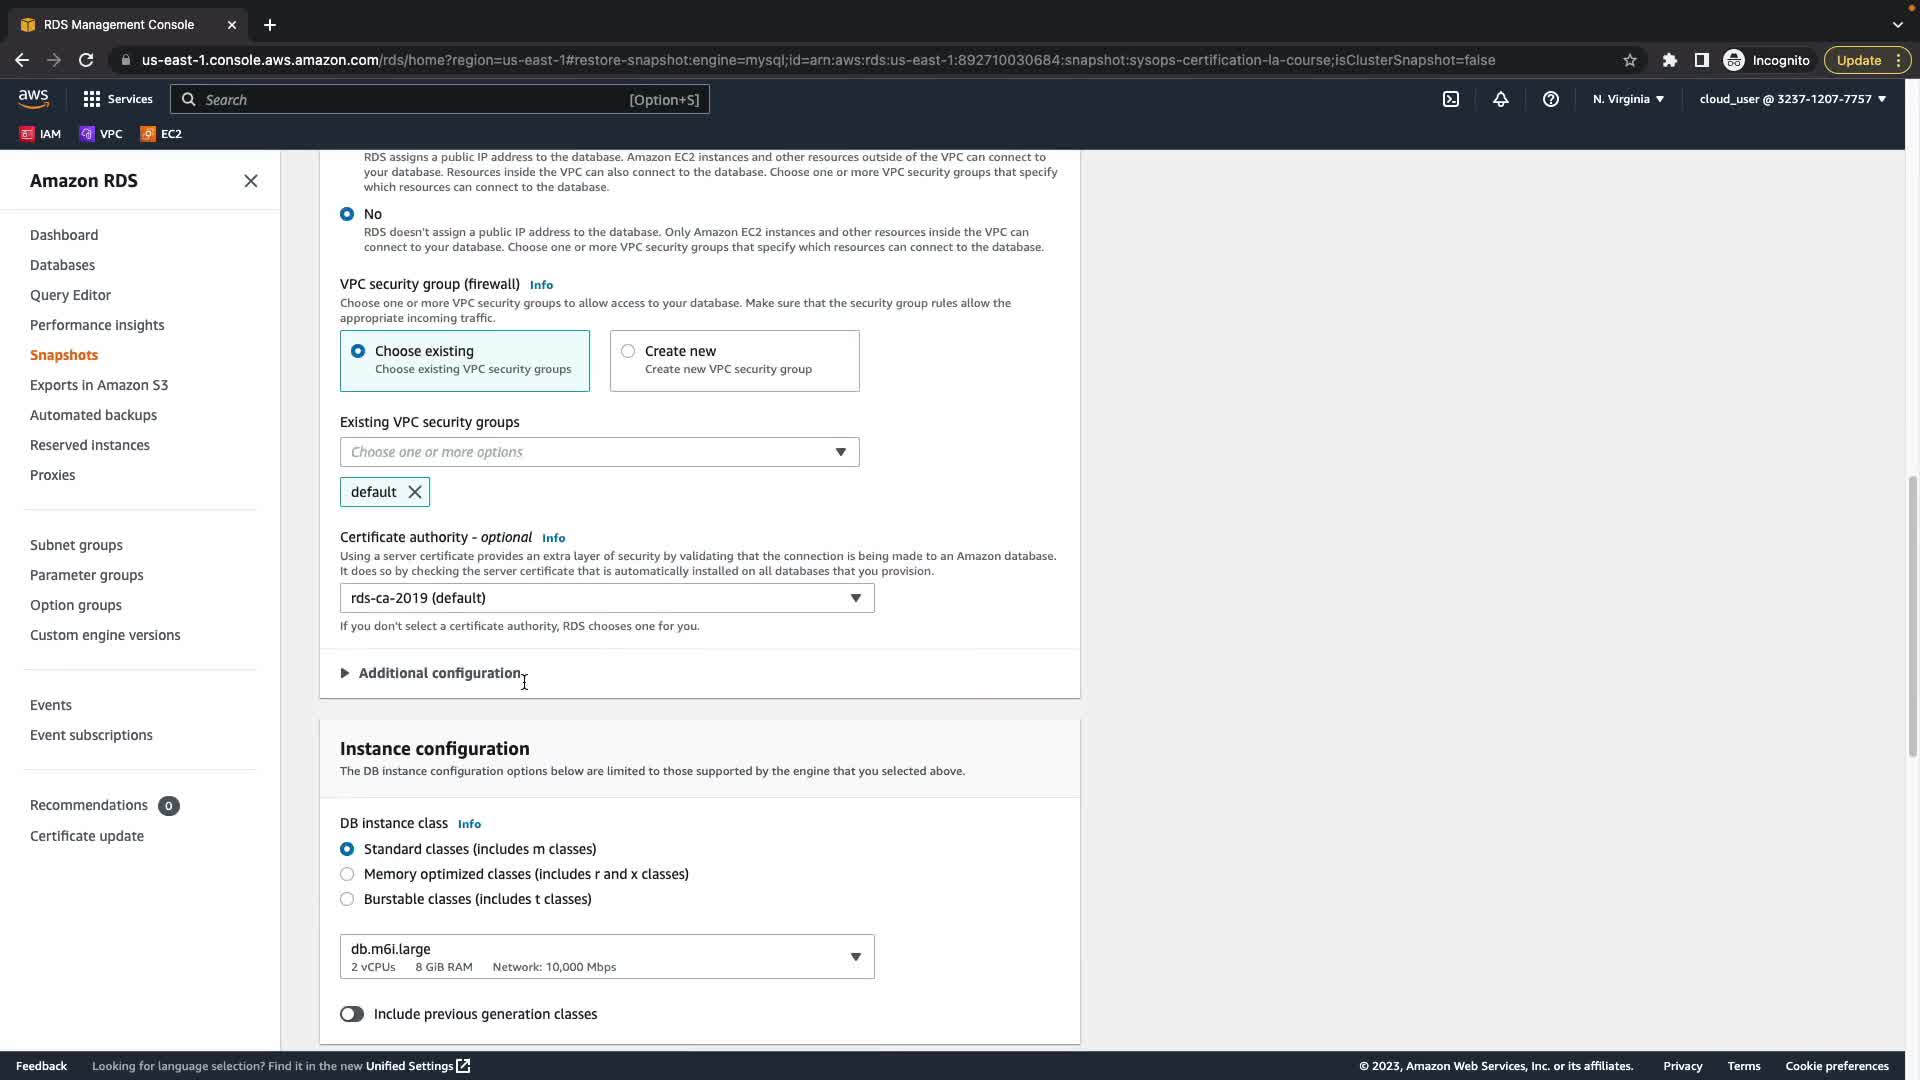 RDS Management Console
us-east-1.console.aws.amazon.com/rds/home?region=us-east-1#restore-snapshot:engine=mysql;id=arn:aws:rds:us-east-1:892710030684:snapshot:sysops-certification-la-course;isClusterSnapshot=false
Incognito
Update
aws
Services
Search
[Option+S]
N. Virginia
cloud_user @ 3237-1207-7757
IAM
VPC
EC2
Amazon RDS
Dashboard
Databases
Query Editor
Performance insights
Snapshots
Exports in Amazon S3
Automated backups
Reserved instances
Proxies
Subnet groups
Parameter groups
Option groups
Custom engine versions
Events
Event subscriptions
Recommendations 0
Certificate update
RDS assigns a public IP address to the database. Amazon EC2 instances and other resources outside of the VPC can connect to
your database. Resources inside the VPC can also connect to the database. Choose one or more VPC security groups that specify
which resources can connect to the database.
No
RDS doesn't assign a public IP address to the database. Only Amazon EC2 instances and other resources inside the VPC can
connect to your database. Choose one or more VPC security groups that specify which resources can connect to the database.
VPC security group (firewall) Info
Choose one or more VPC security groups to allow access to your database. Make sure that the security group rules allow the
appropriate incoming traffic.
Choose existing
Choose existing VPC security groups
Create new
Create new VPC security group
Existing VPC security groups
Choose one or more options
default
Certificate authority - optional Info
Using a server certificate provides an extra layer of security by validating that the connection is being made to an Amazon database.
It does so by checking the server certificate that is automatically installed on all databases that you provision.
rds-ca-2019 (default)
If you don't select a certificate authority, RDS chooses one for you.
Additional configuration
Instance configuration
The DB instance configuration options below are limited to those supported by the engine that you selected above.
DB instance class Info
Standard classes (includes m classes)
Memory optimized classes (includes r and x classes)
Burstable classes (includes t classes)
db.m6i.large
2 vCPUs 8 GiB RAM Network: 10,000 Mbps
Include previous generation classes
Feedback
Looking for language selection? Find it in the new Unified Settings
© 2023, Amazon Web Services, Inc. or its affiliates.
Privacy
Terms
Cookie preferences